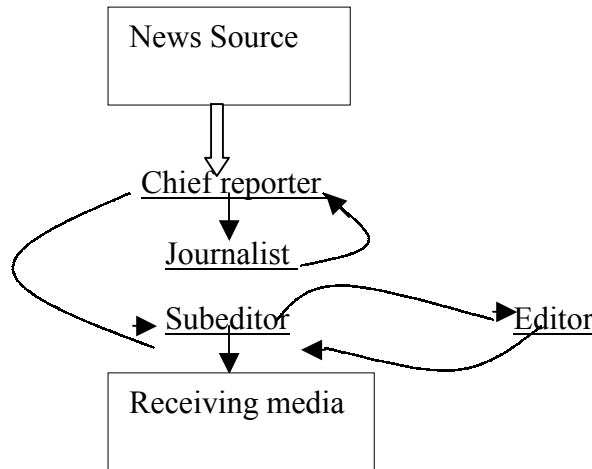 News Source
Chief reporter
Journalist
Subeditor
Editor
Receiving media